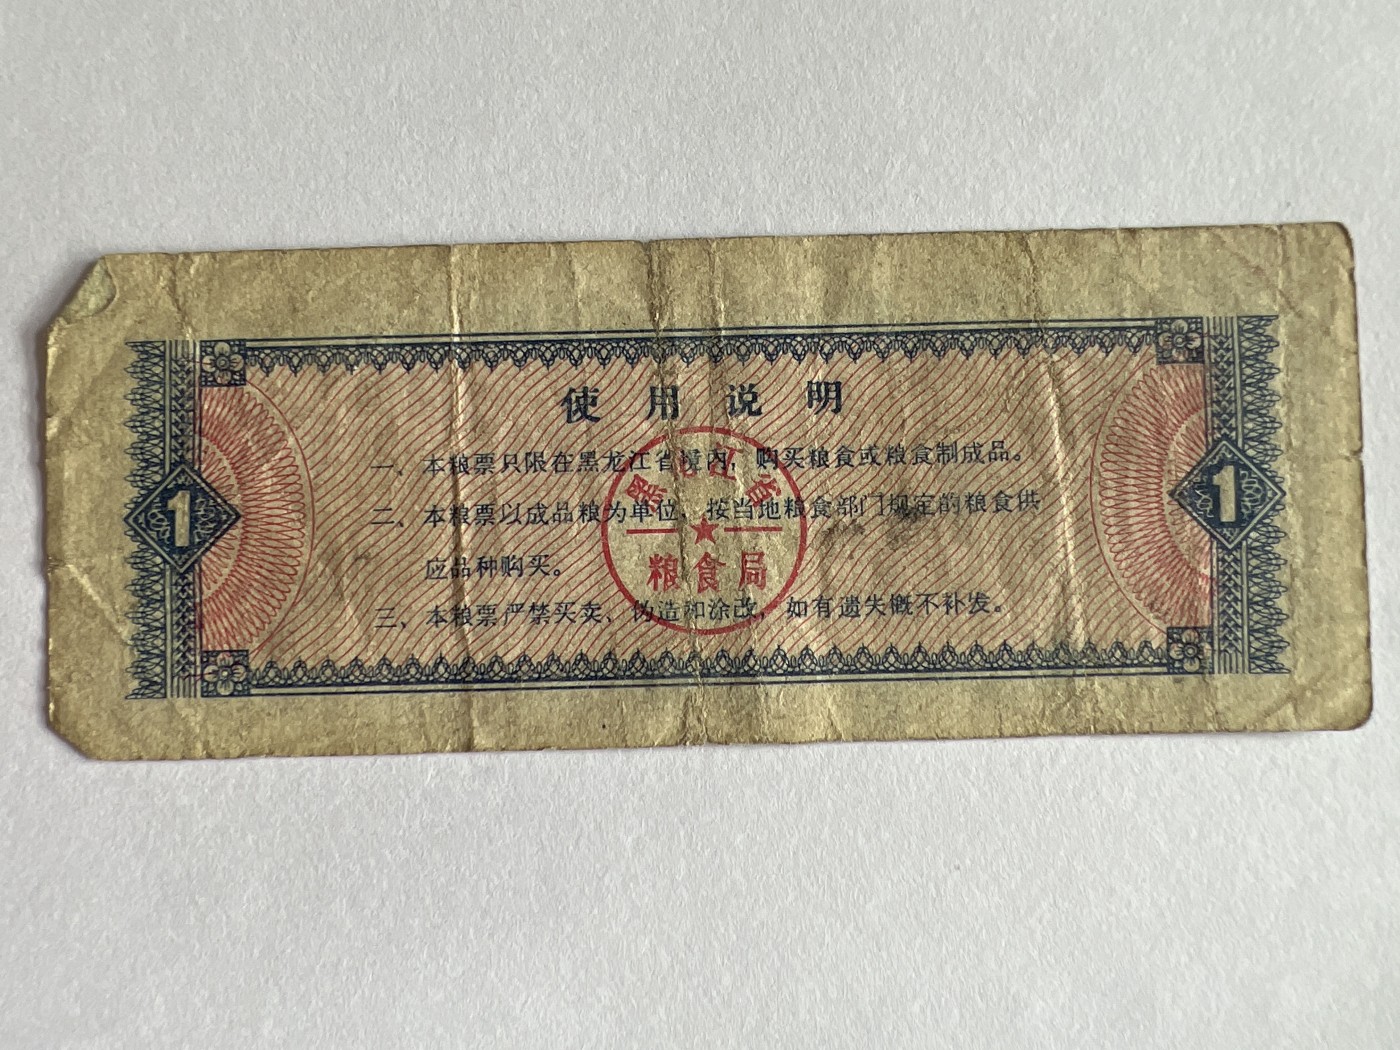 使用说明
一、本粮票只限在黑龙江省境内，购买粮食或粮食制成品。
二、本粮票以成品粮为单位、按当地粮食部门规定的粮食供
应品种购买。
三、本粮票严禁买卖、伪造和涂改，如有遗失概不补发。
黑龙江省
粮食局
1
1